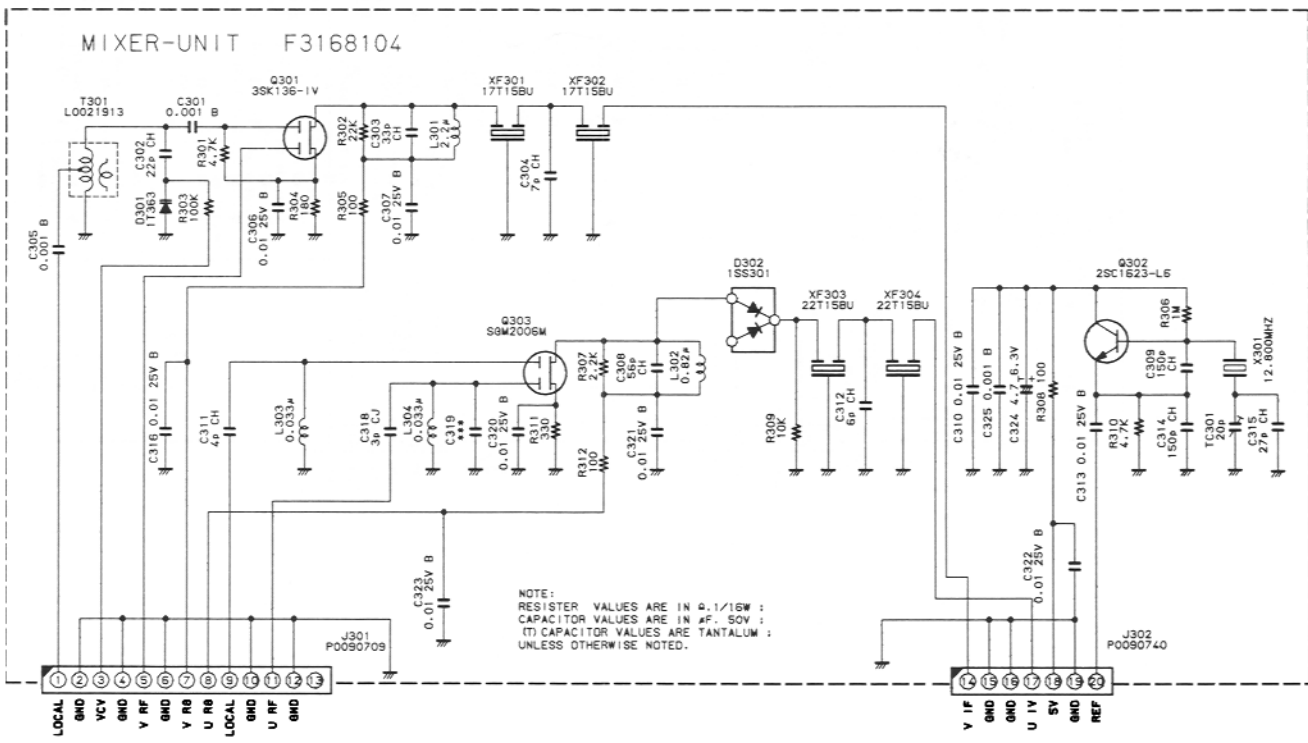 MIXER-UNIT F3168104
T301
L0021913
C301
0.001 B
Q301
3SK136-IV
C302
22p CH
R301
4.7K
D301
1T363
R303
100K
C306
0.01 25V B
R304
180
R302
22K
C303
33p
CH
L301
2.2μ
R305
100
C307
0.01 25V B
XF301
17T15BU
XF302
17T15BU
C304
7p CH
C305
0.001 B
D302
1SS301
XF303
22T15BU
XF304
22T15BU
Q302
2SC1623-L6
R306
1M
X301
12.800MHZ
C309
150p
CH
C310 0.01 25V B
C325 0.001 B
C324 4.7 6.3V
R308 100
C313 0.01 25V B
R310
4.7K
C314
150p CH
TC301
20p
C315
27p CH
Q303
SGM2006M
R307
2.2K
C308
56p
CH
L302
0.82μ
C316 0.01 25V B
C311
4p CH
L303
0.033μ
C318
3p CJ
L304
0.033μ
C319
***
C320
0.01 25V B
R311
330
R312
100
C321
0.01 25V B
R309
10K
C312
6p CH
C323
0.01 25V B
C322
0.01 25V B
NOTE:
RESISTER VALUES ARE IN Ω.1/16W :
CAPACITOR VALUES ARE IN μF. 50V :
(T) CAPACITOR VALUES ARE TANTALUM :
UNLESS OTHERWISE NOTED.
J301
P0090709
J302
P0090740
1 2 3 4 5 6 7 8 9 10 11 12 13
14 15 16 17 18 19 20
LOCAL
GND
VCV
GND
V RF
GND
V R8
U R8
LOCAL
GND
U RF
GND
V IF
GND
GND
U IV
5V
GND
REF